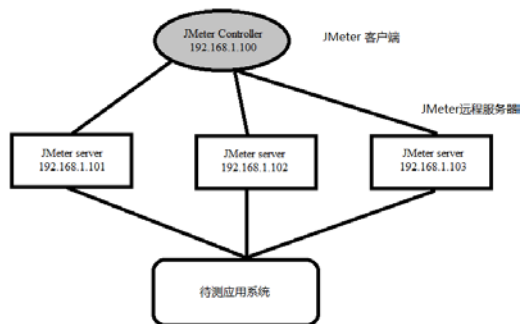 JMeter Controller
192.168.1.100
JMeter 客户端
JMeter远程服务器
JMeter server
192.168.1.101
JMeter server
192.168.1.102
JMeter server
192.168.1.103
待测应用系统